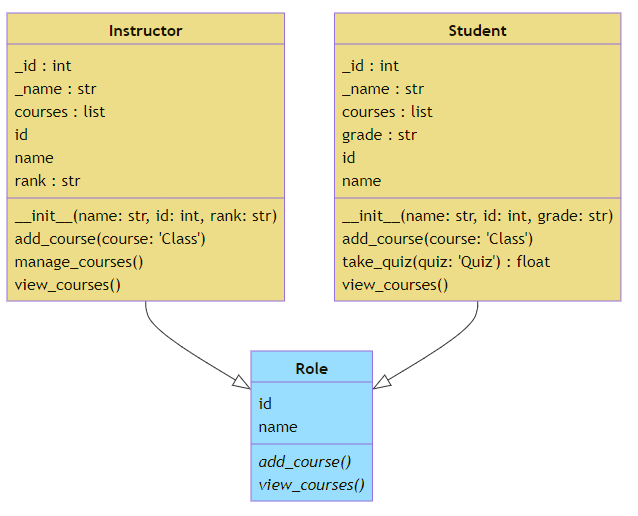 Instructor
_id : int
_name : str
courses : list
id
name
rank : str
__init__(name: str, id: int, rank: str)
add_course(course: 'Class')
manage_courses()
view_courses()
Student
_id : int
_name : str
courses : list
grade : str
id
name
__init__(name: str, id: int, grade: str)
add_course(course: 'Class')
take_quiz(quiz: 'Quiz') : float
view_courses()
Role
id
name
add_course()
view_courses()